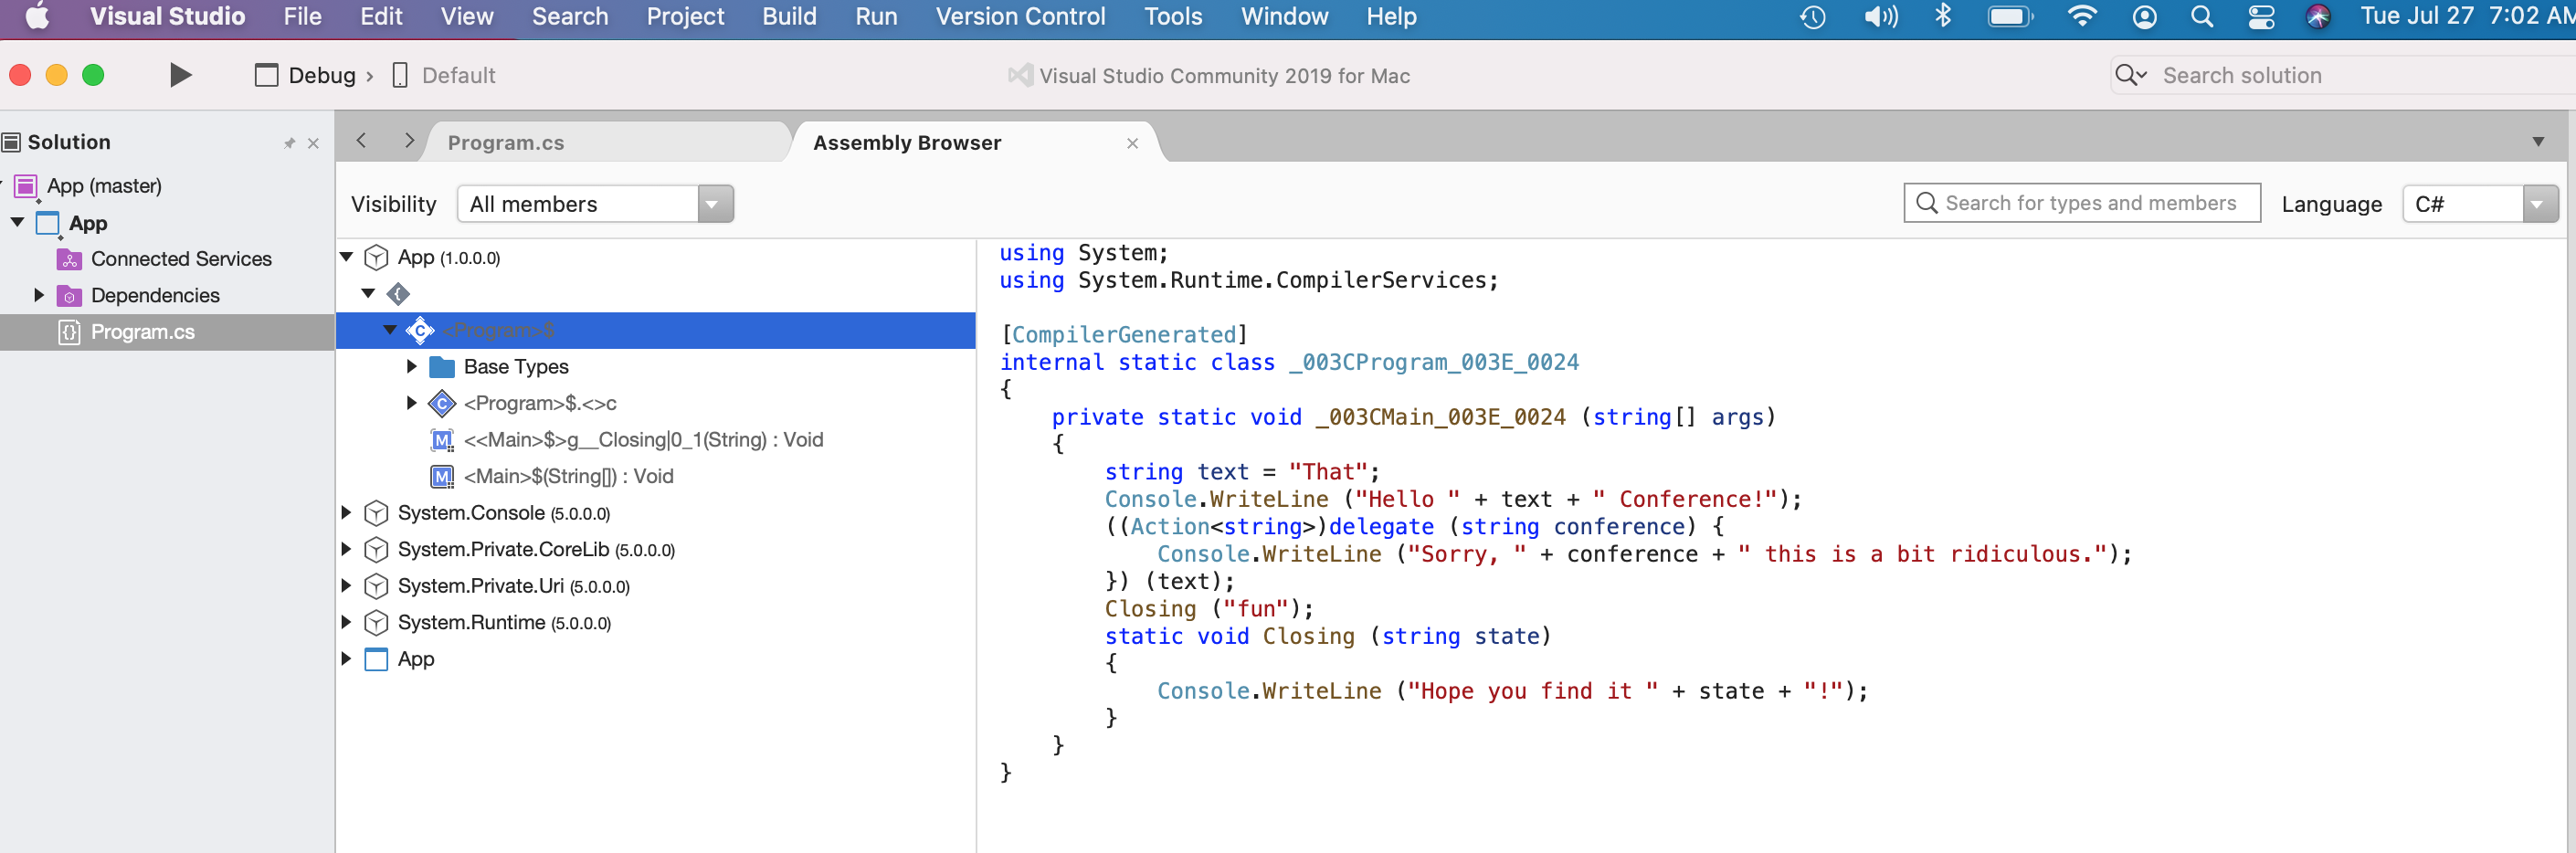 Visual Studio File Edit View Search Project Build Run Version Control Tools Window Help Tue Jul 27 7:02 AM
Debug › Default Visual Studio Community 2019 for Mac Search solution
Solution
App (master)
App
Connected Services
Dependencies
Program.cs
Program.cs Assembly Browser
Visibility All members Search for types and members Language C#
App (1.0.0.0)
<Program>$
Base Types
<Program>$.<>c
<<Main>$>g__Closing|0_1(String) : Void
<Main>$(String[]) : Void
System.Console (5.0.0.0)
System.Private.CoreLib (5.0.0.0)
System.Private.Uri (5.0.0.0)
System.Runtime (5.0.0.0)
App
using System;
using System.Runtime.CompilerServices;
[CompilerGenerated]
internal static class _003CProgram_003E_0024
{
private static void _003CMain_003E_0024 (string[] args)
{
string text = "That";
Console.WriteLine ("Hello " + text + " Conference!");
((Action<string>)delegate (string conference) {
Console.WriteLine ("Sorry, " + conference + " this is a bit ridiculous.");
}) (text);
Closing ("fun");
static void Closing (string state)
{
Console.WriteLine ("Hope you find it " + state + "!");
}
}
}